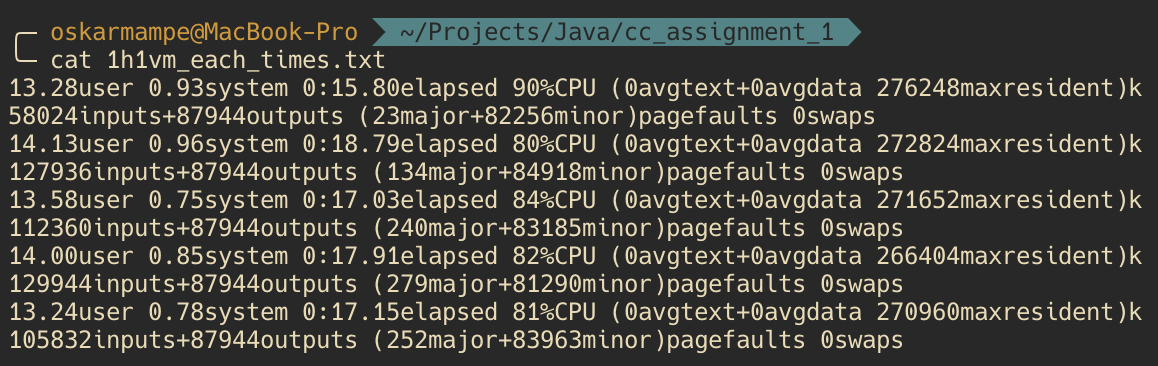 oskarmampe@MacBook-Pro ~/Projects/Java/cc_assignment_1
cat 1h1vm_each_times.txt
13.28user 0.93system 0:15.80elapsed 90%CPU (0avgtext+0avgdata 276248maxresident)k
58024inputs+87944outputs (23major+82256minor)pagefaults 0swaps
14.13user 0.96system 0:18.79elapsed 80%CPU (0avgtext+0avgdata 272824maxresident)k
127936inputs+87944outputs (134major+84918minor)pagefaults 0swaps
13.58user 0.75system 0:17.03elapsed 84%CPU (0avgtext+0avgdata 271652maxresident)k
112360inputs+87944outputs (240major+83185minor)pagefaults 0swaps
14.00user 0.85system 0:17.91elapsed 82%CPU (0avgtext+0avgdata 266404maxresident)k
129944inputs+87944outputs (279major+81290minor)pagefaults 0swaps
13.24user 0.78system 0:17.15elapsed 81%CPU (0avgtext+0avgdata 270960maxresident)k
105832inputs+87944outputs (252major+83963minor)pagefaults 0swaps